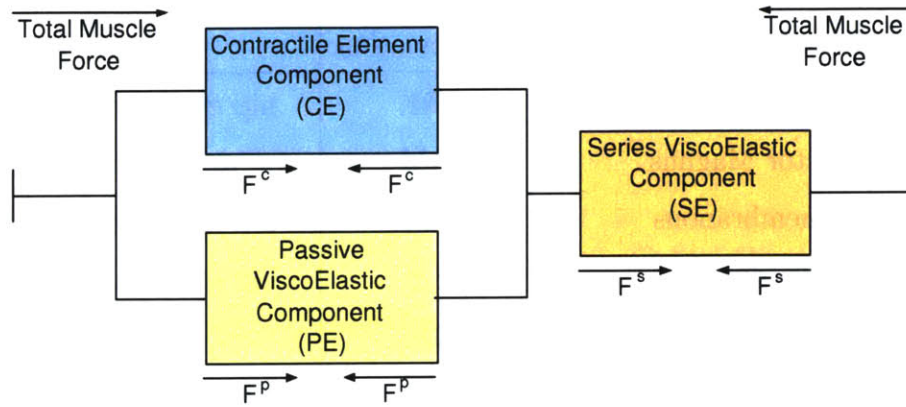 Total Muscle
Force
Total Muscle
Force
Contractile Element
Component
(CE)
F^c F^c
Series ViscoElastic
Component
(SE)
F^s F^s
Passive
ViscoElastic
Component
(PE)
F^p F^p